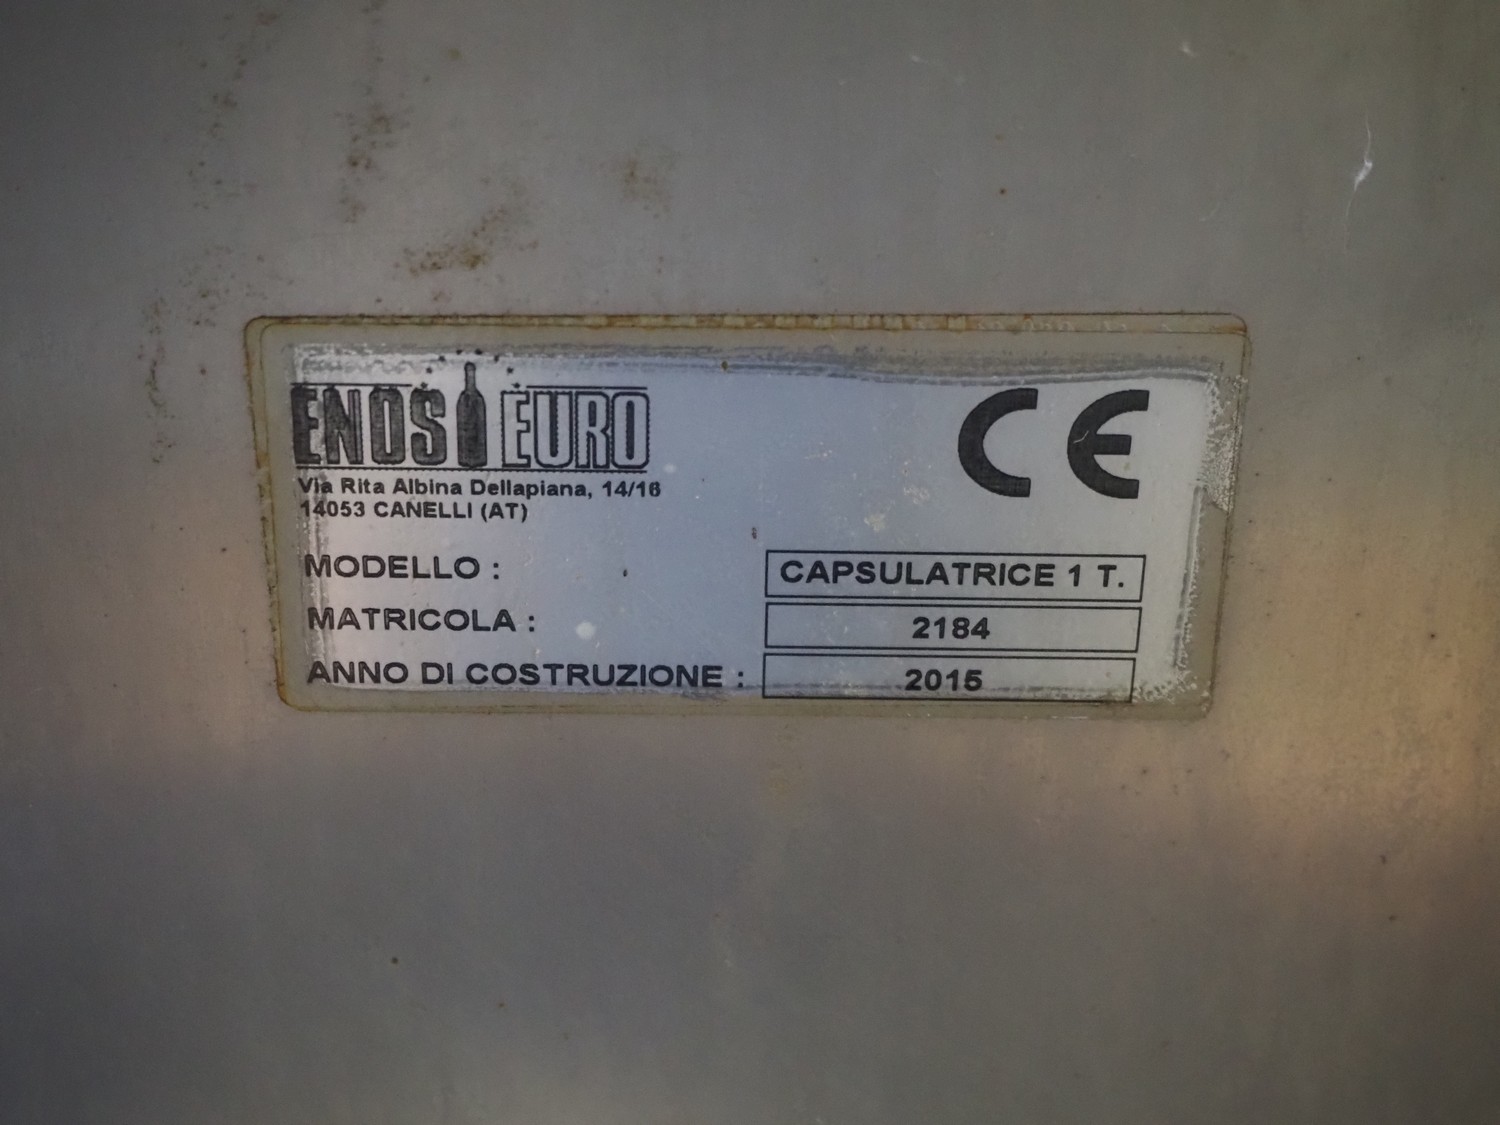 ENOS EURO
CE
Via Rita Albina Dellapiana, 14/16
14053 CANELLI (AT)
MODELLO : CAPSULATRICE 1 T.
MATRICOLA : 2184
ANNO DI COSTRUZIONE : 2015